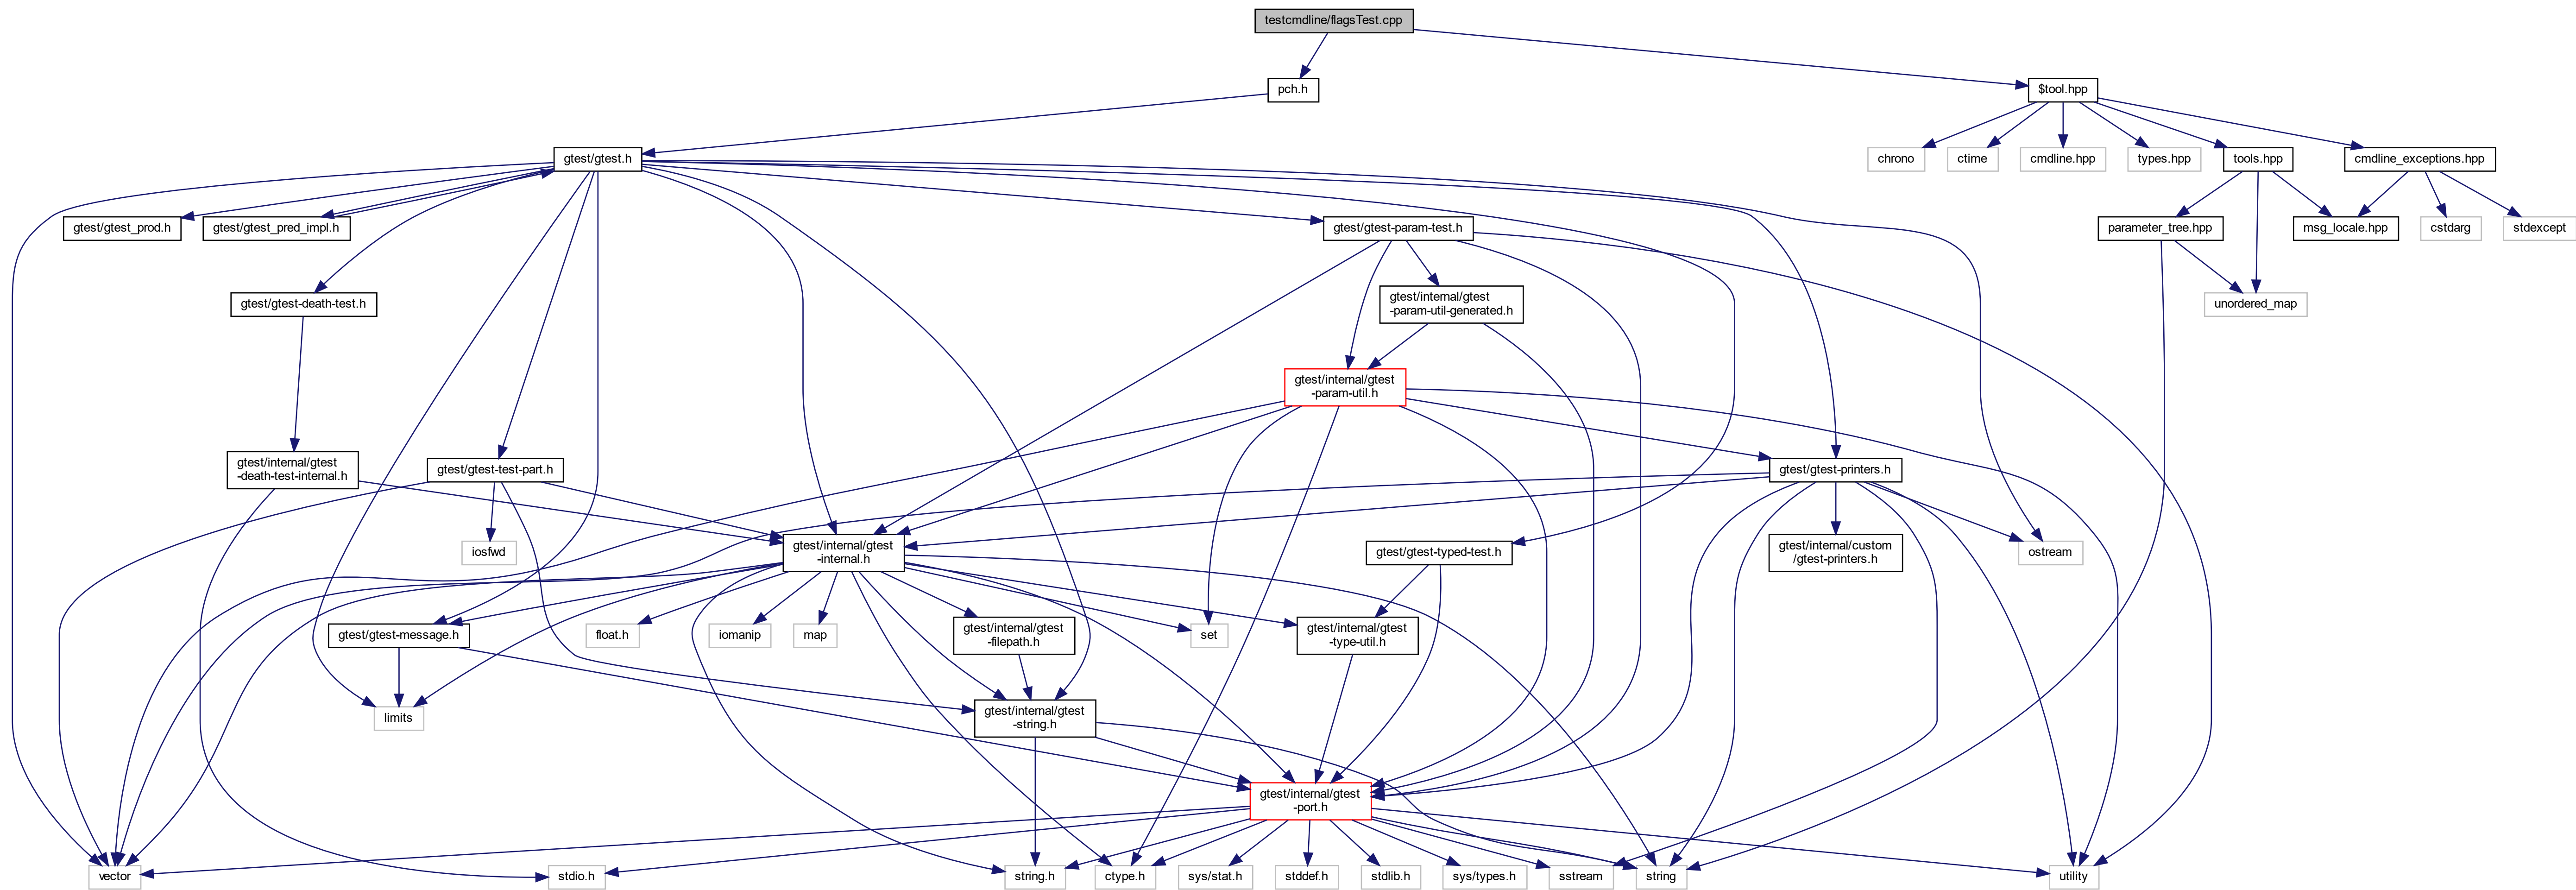 testcmdline/flagsTest.cpp
pch.h
$tool.hpp
gtest/gtest.h
chrono
ctime
cmdline.hpp
types.hpp
tools.hpp
cmdline_exceptions.hpp
gtest/gtest_prod.h
gtest/gtest_pred_impl.h
gtest/gtest-param-test.h
parameter_tree.hpp
msg_locale.hpp
cstdarg
stdexcept
gtest/gtest-death-test.h
gtest/internal/gtest
-param-util-generated.h
unordered_map
gtest/internal/gtest
-param-util.h
gtest/internal/gtest
-death-test-internal.h
gtest/gtest-test-part.h
gtest/gtest-printers.h
iosfwd
gtest/internal/gtest
-internal.h
gtest/gtest-typed-test.h
gtest/internal/custom
/gtest-printers.h
ostream
gtest/gtest-message.h
float.h
iomanip
map
gtest/internal/gtest
-filepath.h
set
gtest/internal/gtest
-type-util.h
limits
gtest/internal/gtest
-string.h
gtest/internal/gtest
-port.h
vector
stdio.h
string.h
ctype.h
sys/stat.h
stddef.h
stdlib.h
sys/types.h
sstream
string
utility